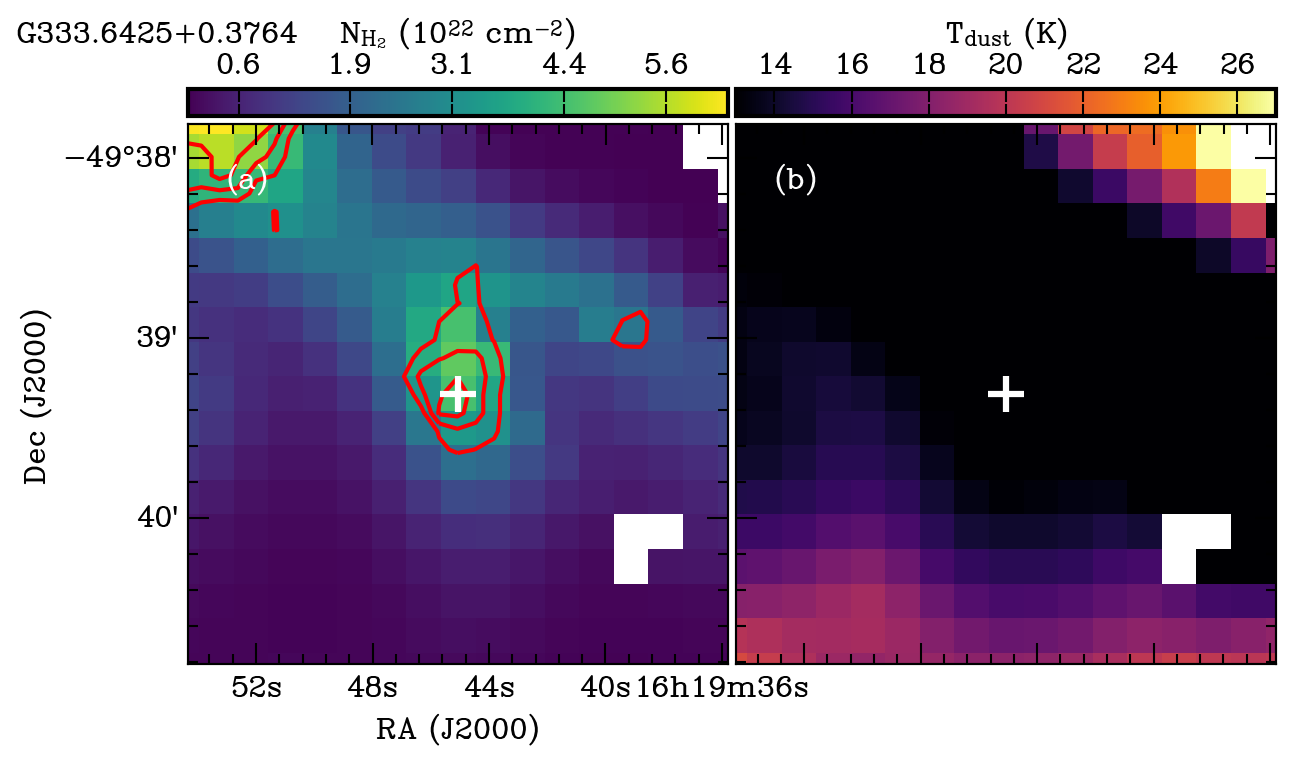 G333.6425+0.3764 N_H₂ (10²² cm⁻²) T_dust (K)
0.6 1.9 3.1 4.4 5.6 14 16 18 20 22 24 26
−49°38'
(a) (b)
39'
40'
Dec (J2000)
52s 48s 44s 40s 16h19m36s
RA (J2000)